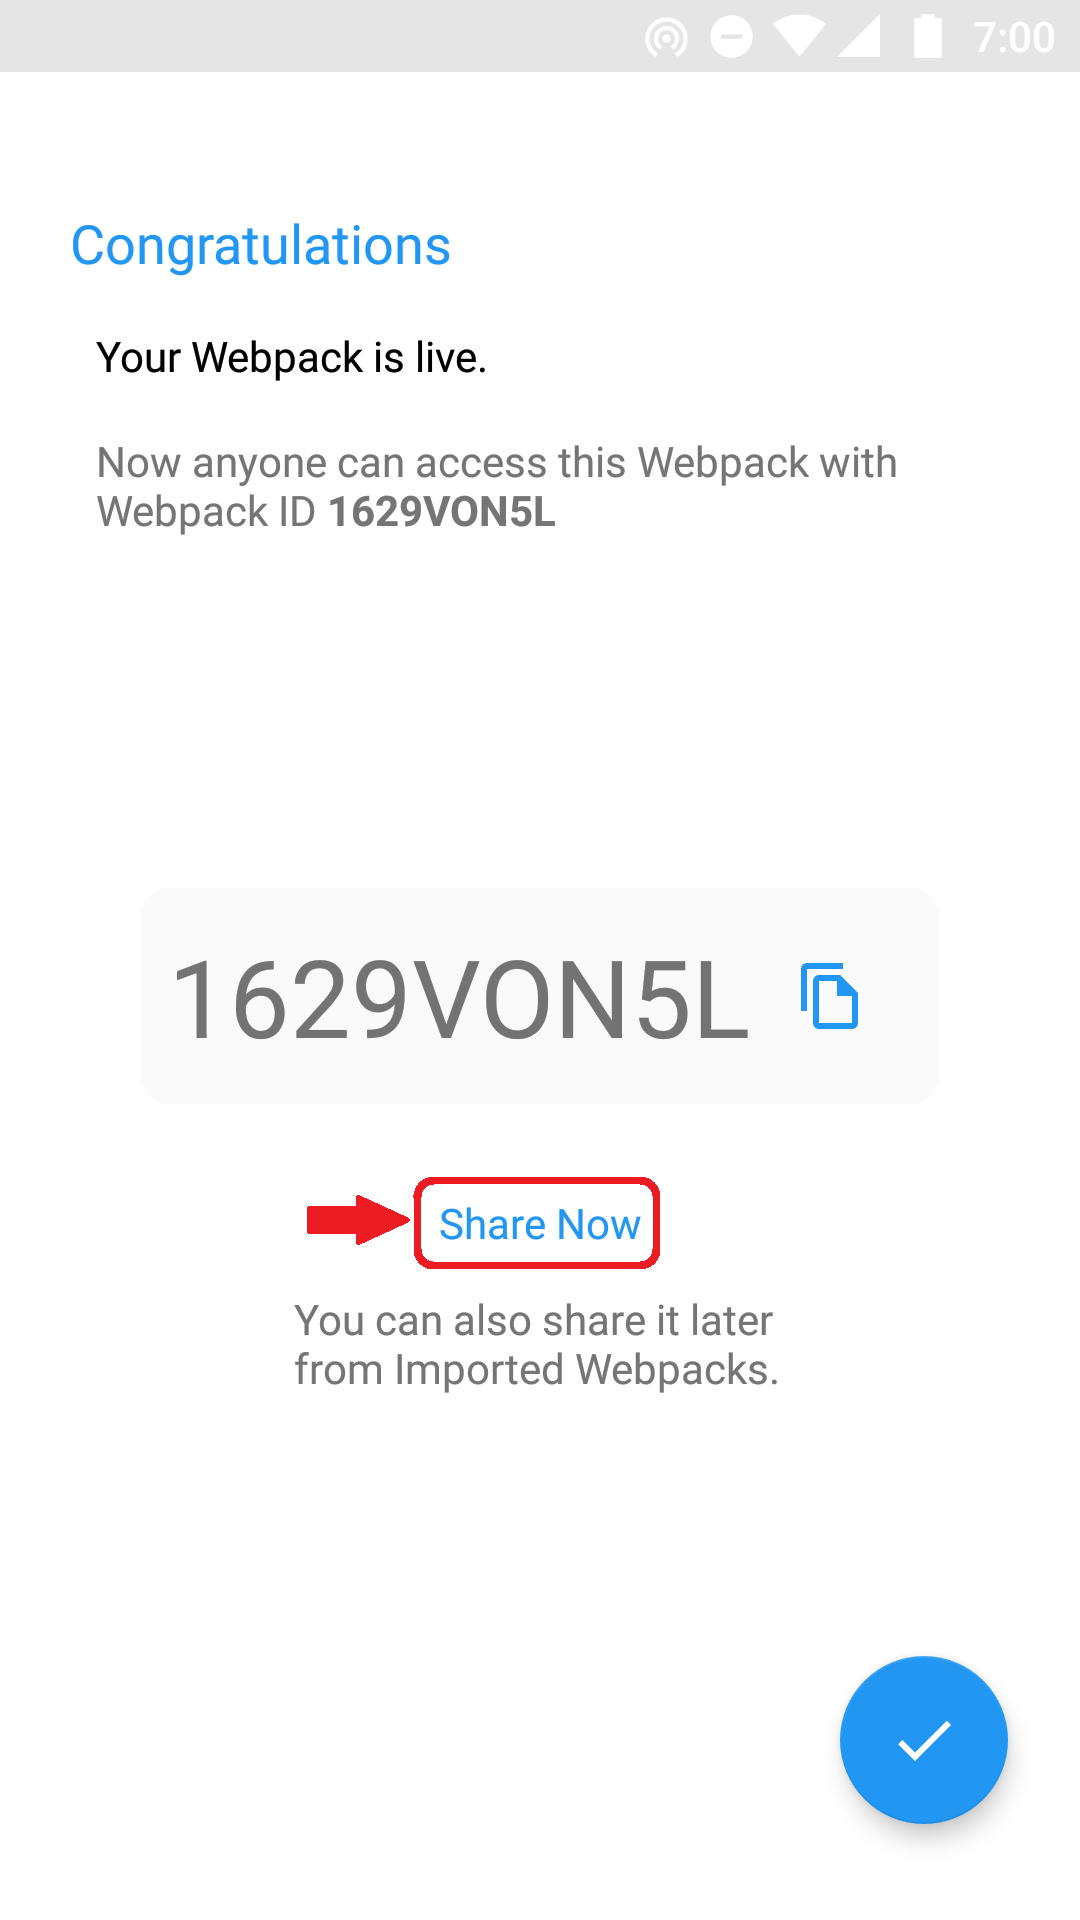 7:00
Congratulations
Your Webpack is live.
Now anyone can access this Webpack with
Webpack ID 1629VON5L
1629VON5L
Share Now
You can also share it later
from Imported Webpacks.